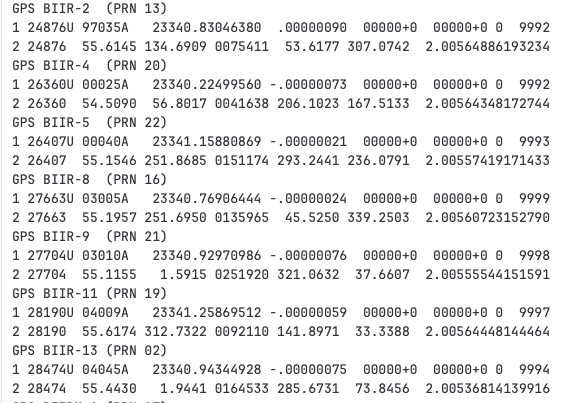 GPS BIIR-2  (PRN 13)
1 24876U 97035A   23340.83046380  .00000090  00000+0  00000+0 0  9992
2 24876  55.6145 134.6909 0075411  53.6177 307.0742  2.00564886193234
GPS BIIR-4  (PRN 20)
1 26360U 00025A   23340.22499560 -.00000073  00000+0  00000+0 0  9992
2 26360  54.5090  56.8017 0041638 206.1023 167.5133  2.00564348172744
GPS BIIR-5  (PRN 22)
1 26407U 00040A   23341.15880869 -.00000021  00000+0  00000+0 0  9993
2 26407  55.1546 251.8685 0151174 293.2441 236.0791  2.00557419171433
GPS BIIR-8  (PRN 16)
1 27663U 03005A   23340.76906444 -.00000024  00000+0  00000+0 0  9999
2 27663  55.1957 251.6950 0135965  45.5250 339.2503  2.00560723152790
GPS BIIR-9  (PRN 21)
1 27704U 03010A   23340.92970986 -.00000076  00000+0  00000+0 0  9998
2 27704  55.1155   1.5915 0251920 321.0632  37.6607  2.00555544151591
GPS BIIR-11 (PRN 19)
1 28190U 04009A   23341.25869512 -.00000059  00000+0  00000+0 0  9997
2 28190  55.6174 312.7322 0092110 141.8971  33.3388  2.00564448144464
GPS BIIR-13 (PRN 02)
1 28474U 04045A   23340.94344928 -.00000075  00000+0  00000+0 0  9994
2 28474  55.4430   1.9441 0164533 285.6731  73.8456  2.00536814139916